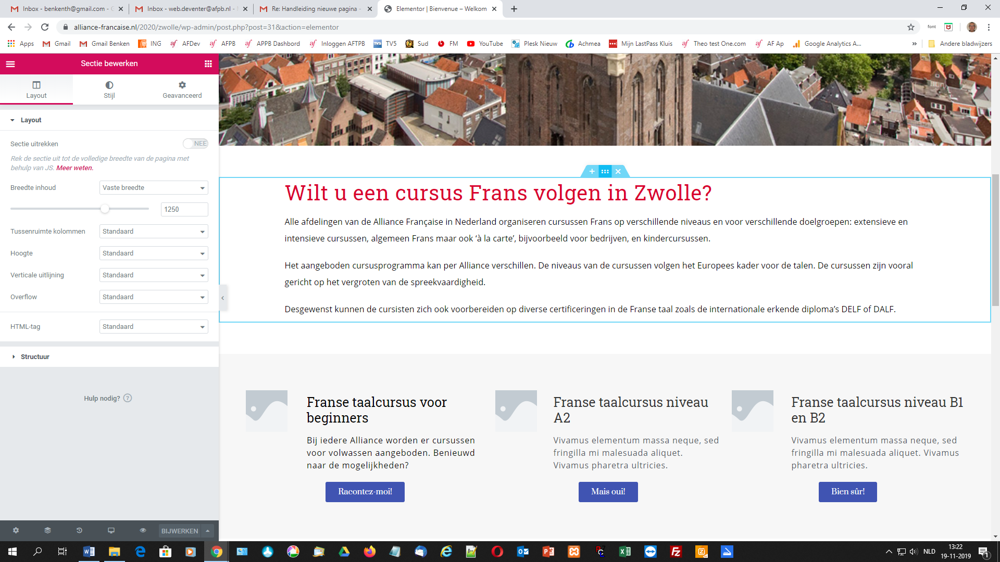 Inbox - benkenth@gmail.com - G
Inbox - web.deventer@afpb.nl -
Re: Handleiding nieuwe pagina -
Elementor | Bienvenue – Welkom
alliance-francaise.nl/2020/zwolle/wp-admin/post.php?post=31&action=elementor
font
Apps Gmail Gmail Benken ING AFDev AFPB APPB Dashbord Inloggen AFTPB TV5 Sud FM YouTube Plesk Nieuw Achmea Mijn LastPass Kluis Theo test One.com AF Ap Google Analytics A... » Andere bladwijzers
Sectie bewerken
Layout Stijl Geavanceerd
Layout
Sectie uitrekken NEE
Rek de sectie uit tot de volledige breedte van de pagina met
behulp van JS. Meer weten.
Breedte inhoud Vaste breedte
1250
Tussenruimte kolommen Standaard
Hoogte Standaard
Verticale uitlijning Standaard
Overflow Standaard
HTML-tag Standaard
Structuur
Hulp nodig? ?
BIJWERKEN
Wilt u een cursus Frans volgen in Zwolle?
Alle afdelingen van de Alliance Française in Nederland organiseren cursussen Frans op verschillende niveaus en voor verschillende doelgroepen: extensieve en
intensieve cursussen, algemeen Frans maar ook ‘à la carte’, bijvoorbeeld voor bedrijven, en kindercursussen.
Het aangeboden cursusprogramma kan per Alliance verschillen. De niveaus van de cursussen volgen het Europees kader voor de talen. De cursussen zijn vooral
gericht op het vergroten van de spreekvaardigheid.
Desgewenst kunnen de cursisten zich ook voorbereiden op diverse certificeringen in de Franse taal zoals de internationale erkende diploma’s DELF of DALF.
Franse taalcursus voor
beginners
Bij iedere Alliance worden er cursussen
voor volwassen aangeboden. Benieuwd
naar de mogelijkheden?
Racontez-moi!
Franse taalcursus niveau
A2
Vivamus elementum massa neque, sed
fringilla mi malesuada aliquet.
Vivamus pharetra ultricies.
Mais oui!
Franse taalcursus niveau B1
en B2
Vivamus elementum massa neque, sed
fringilla mi malesuada aliquet. Vivamus
pharetra ultricies.
Bien sûr!
NLD
13:22
19-11-2019
1